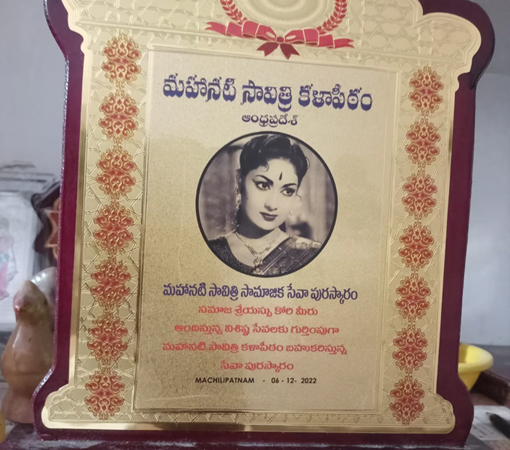 మహానటి సావిత్రి కళాపీఠం
ఆంధ్రప్రదేశ్
మహానటి సావిత్రి సామాజిక సేవా పురస్కారం
సమాజ శ్రేయస్సు కోరి మీరు
అందిస్తున్న విశిష్ట సేవలకు గుర్తింపుగా
మహానటి సావిత్రి కళాపీఠం బహుకరిస్తున్న
సేవా పురస్కారం
MACHILIPATNAM - 06-12-2022